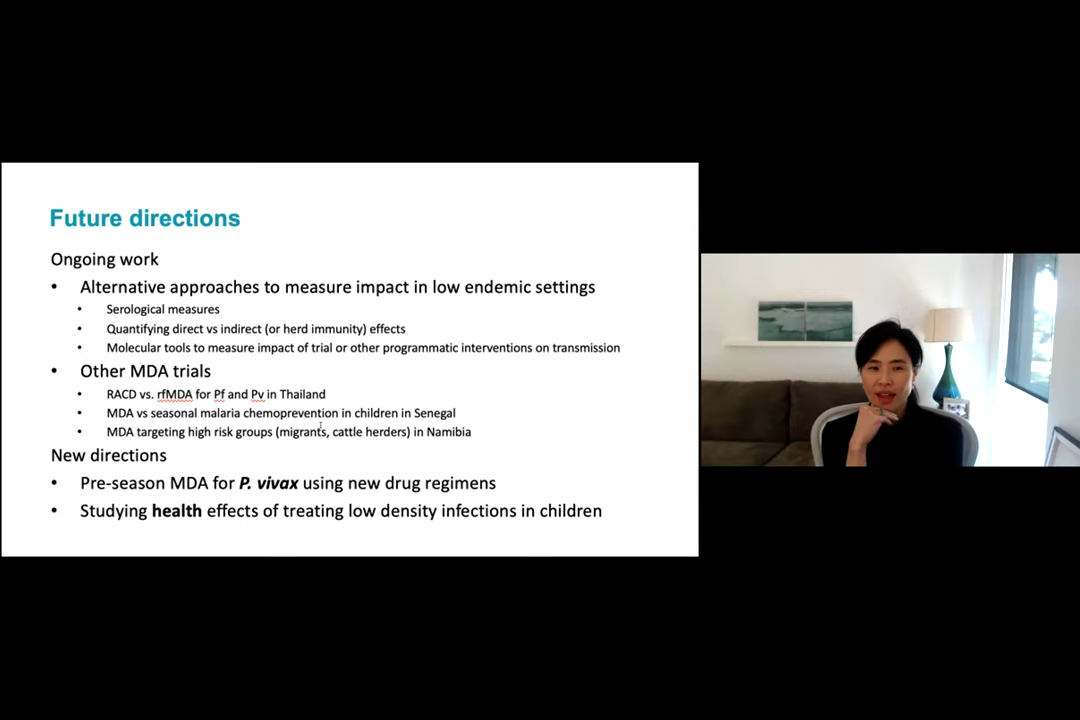 Future directions
Ongoing work
• Alternative approaches to measure impact in low endemic settings
• Serological measures
• Quantifying direct vs indirect (or herd immunity) effects
• Molecular tools to measure impact of trial or other programmatic interventions on transmission
• Other MDA trials
• RACD vs. rfMDA for Pf and Pv in Thailand
• MDA vs seasonal malaria chemoprevention in children in Senegal
• MDA targeting high risk groups (migrants, cattle herders) in Namibia
New directions
• Pre-season MDA for P. vivax using new drug regimens
• Studying health effects of treating low density infections in children